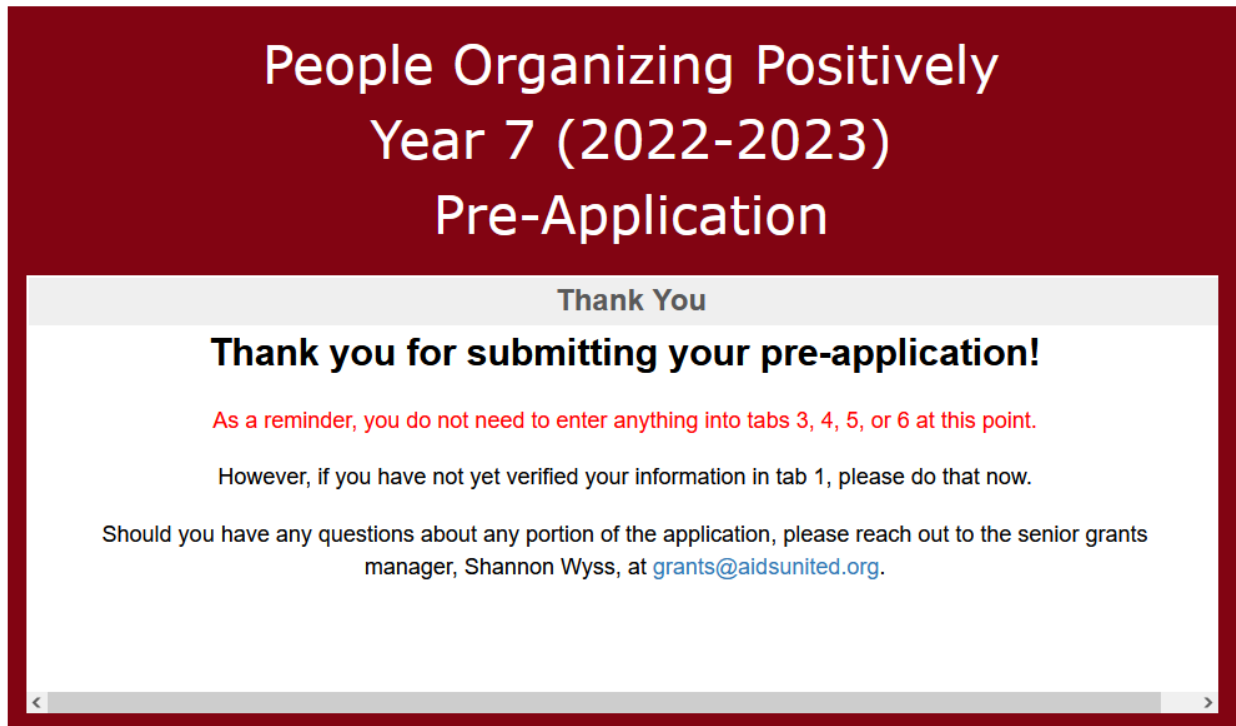 People Organizing Positively
Year 7 (2022-2023)
Pre-Application
Thank You
Thank you for submitting your pre-application!
As a reminder, you do not need to enter anything into tabs 3, 4, 5, or 6 at this point.
However, if you have not yet verified your information in tab 1, please do that now.
Should you have any questions about any portion of the application, please reach out to the senior grants
manager, Shannon Wyss, at grants@aidsunited.org.